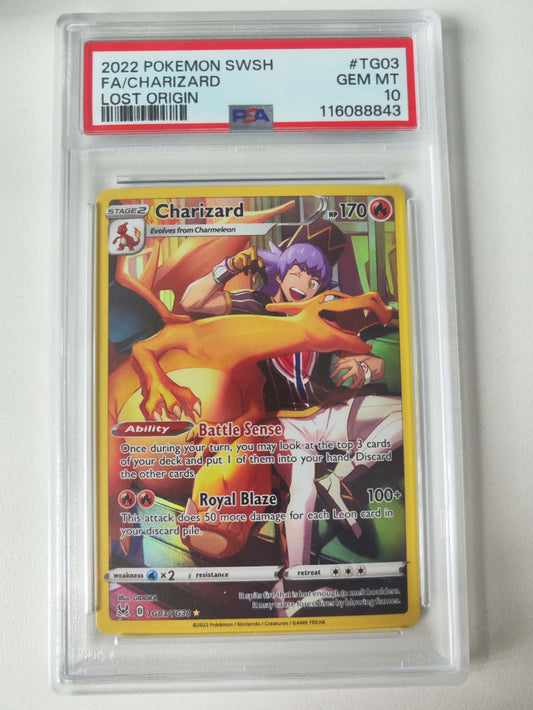 2022 POKEMON SWSH #TG03
FA/CHARIZARD GEM MT
LOST ORIGIN 10
PSA 116088843
STAGE 2 Charizard HP 170
Evolves from Charmeleon
Ability Battle Sense
Once during your turn, you may look at the top 3 cards
of your deck and put 1 of them into your hand. Discard
the other cards.
Royal Blaze 100+
This attack does 50 more damage for each Leon card in
your discard pile.
weakness ×2 resistance retreat
Illus. GIDORA
It spits fire that is hot enough to melt boulders.
It may cause forest fires by blowing flames.
TG03/TG30
©2022 Pokémon / Nintendo / Creatures / GAME FREAK